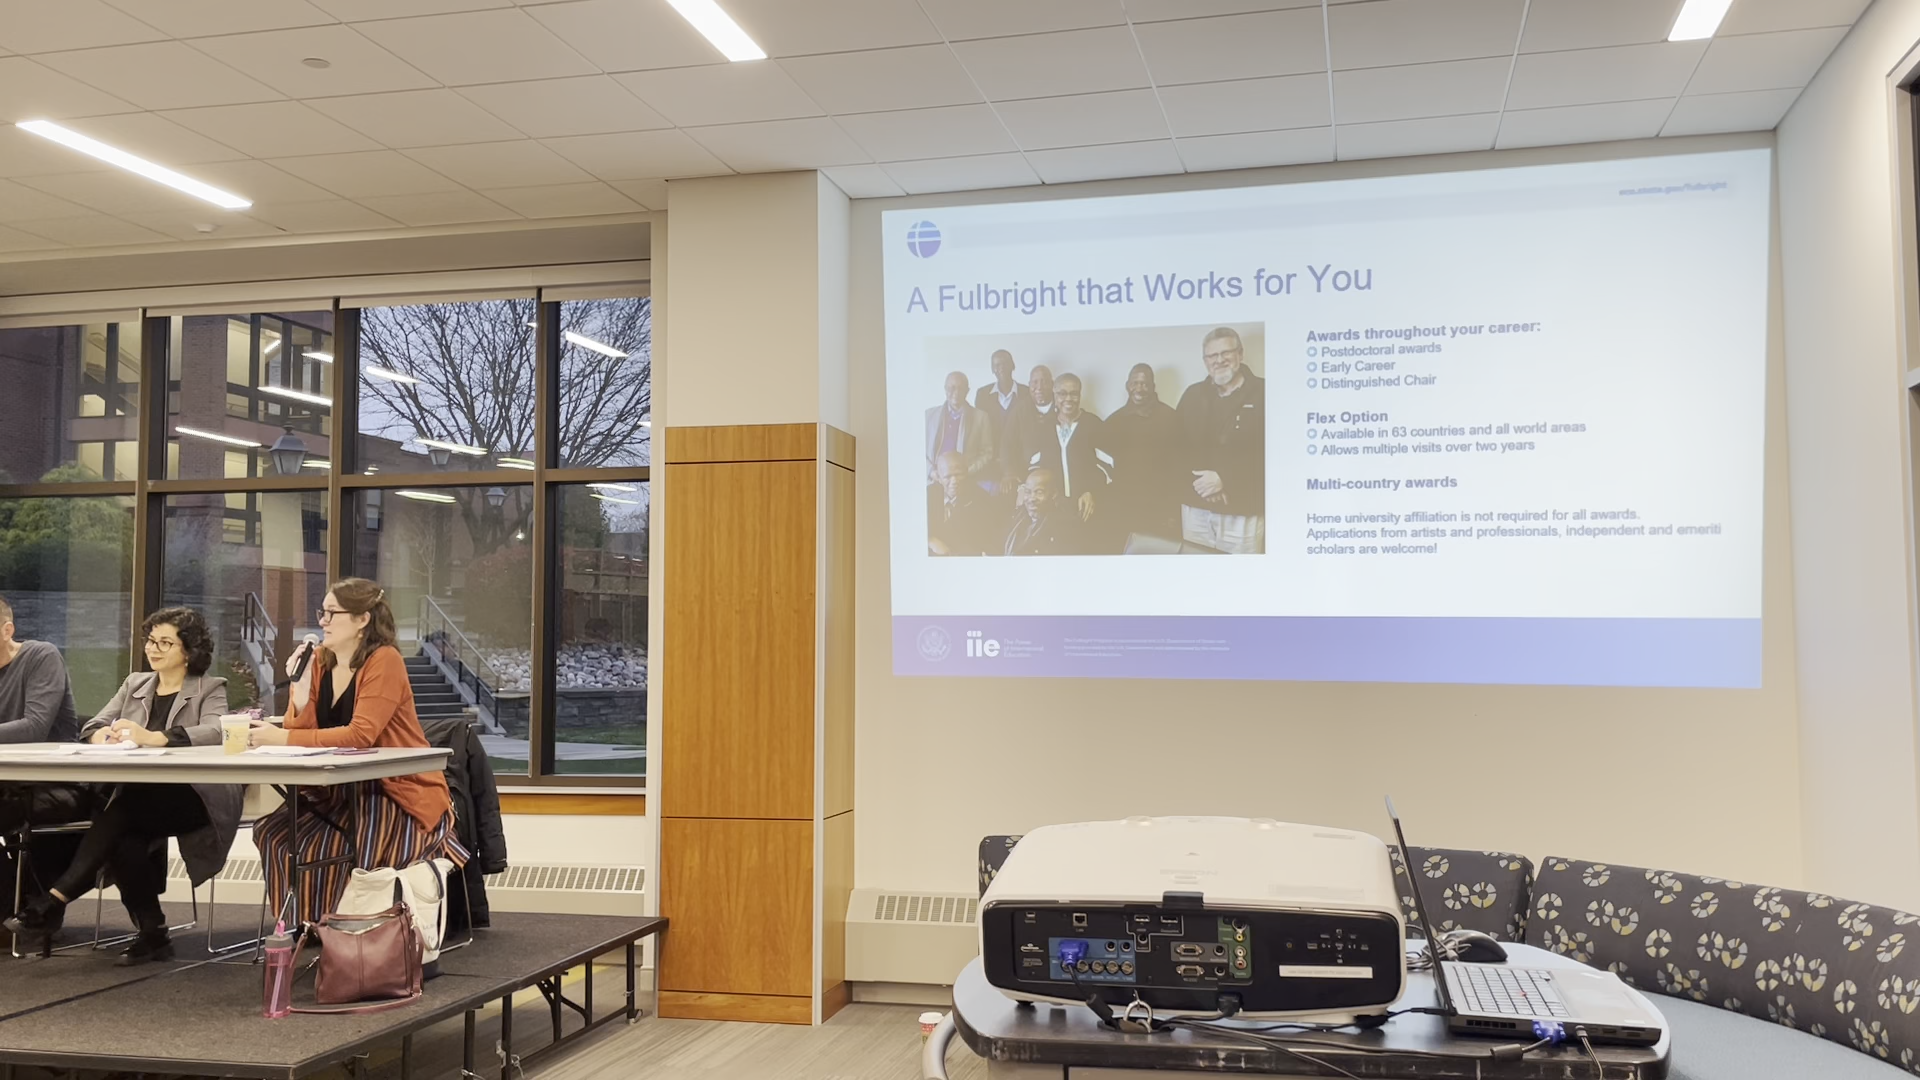 A Fulbright that Works for You
Awards throughout your career:
Postdoctoral awards
Early Career
Distinguished Chair
Flex Option
Available in 63 countries and all world areas
Allows multiple visits over two years
Multi-country awards
Home university affiliation is not required for all awards.
Applications from artists and professionals, independent and emeriti
scholars are welcome!
iie